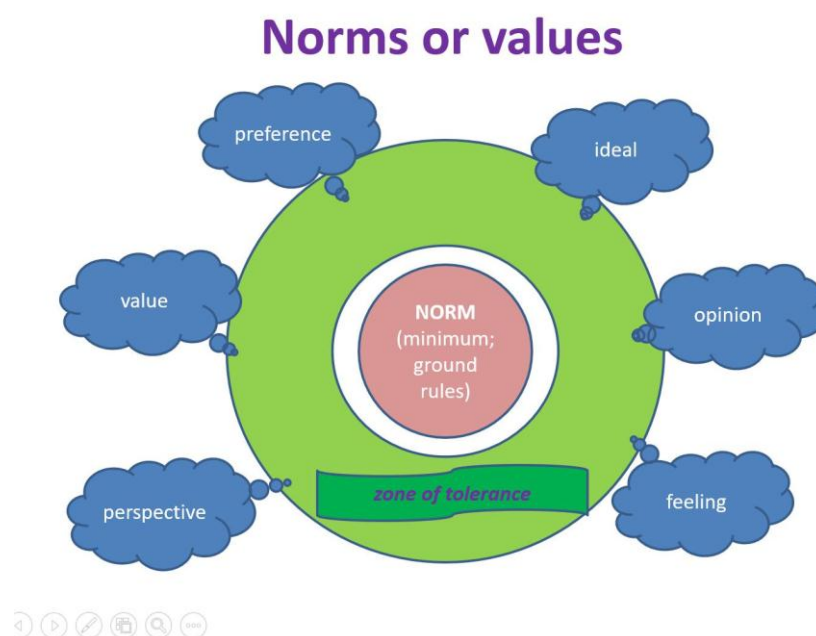 Norms or values
preference
ideal
value
opinion
NORM
(minimum;
ground
rules)
perspective
zone of tolerance
feeling